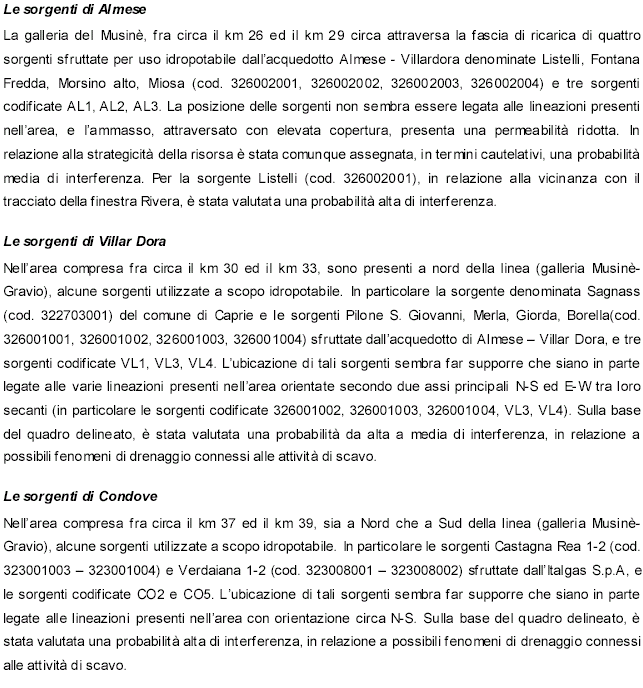 Le sorgenti di Almese
La galleria del Musinè, fra circa il km 26 ed il km 29 circa attraversa la fascia di ricarica di quattro
sorgenti sfruttate per uso idropotabile dall'acquedotto Almese - Villardora denominate Listelli, Fontana
Fredda, Morsino alto, Miosa (cod. 326002001, 326002002, 326002003, 326002004) e tre sorgenti
codificate AL1, AL2, AL3. La posizione delle sorgenti non sembra essere legata alle lineazioni presenti
nell'area, e l'ammasso, attraversato con elevata copertura, presenta una permeabilità ridotta. In
relazione alla strategicità della risorsa è stata comunque assegnata, in termini cautelativi, una probabilità
media di interferenza. Per la sorgente Listelli (cod. 326002001), in relazione alla vicinanza con il
tracciato della finestra Rivera, è stata valutata una probabilità alta di interferenza.
Le sorgenti di Villar Dora
Nell'area compresa fra circa il km 30 ed il km 33, sono presenti a nord della linea (galleria Musinè-
Gravio), alcune sorgenti utilizzate a scopo idropotabile. In particolare la sorgente denominata Sagnass
(cod. 322703001) del comune di Caprie e le sorgenti Pilone S. Giovanni, Merla, Giorda, Borella(cod.
326001001, 326001002, 326001003, 326001004) sfruttate dall'acquedotto di Almese – Villar Dora, e tre
sorgenti codificate VL1, VL3, VL4. L'ubicazione di tali sorgenti sembra far supporre che siano in parte
legate alle varie lineazioni presenti nell'area orientate secondo due assi principali N-S ed E-W tra loro
secanti (in particolare le sorgenti codificate 326001002, 326001003, 326001004, VL3, VL4). Sulla base
del quadro delineato, è stata valutata una probabilità da alta a media di interferenza, in relazione a
possibili fenomeni di drenaggio connessi alle attività di scavo.
Le sorgenti di Condove
Nell'area compresa fra circa il km 37 ed il km 39, sia a Nord che a Sud della linea (galleria Musinè-
Gravio), alcune sorgenti utilizzate a scopo idropotabile. In particolare le sorgenti Castagna Rea 1-2 (cod.
323001003 – 323001004) e Verdaiana 1-2 (cod. 323008001 – 323008002) sfruttate dall'Italgas S.p.A, e
le sorgenti codificate CO2 e CO5. L'ubicazione di tali sorgenti sembra far supporre che siano in parte
legate alle lineazioni presenti nell'area con orientazione circa N-S. Sulla base del quadro delineato, è
stata valutata una probabilità alta di interferenza, in relazione a possibili fenomeni di drenaggio connessi
alle attività di scavo.